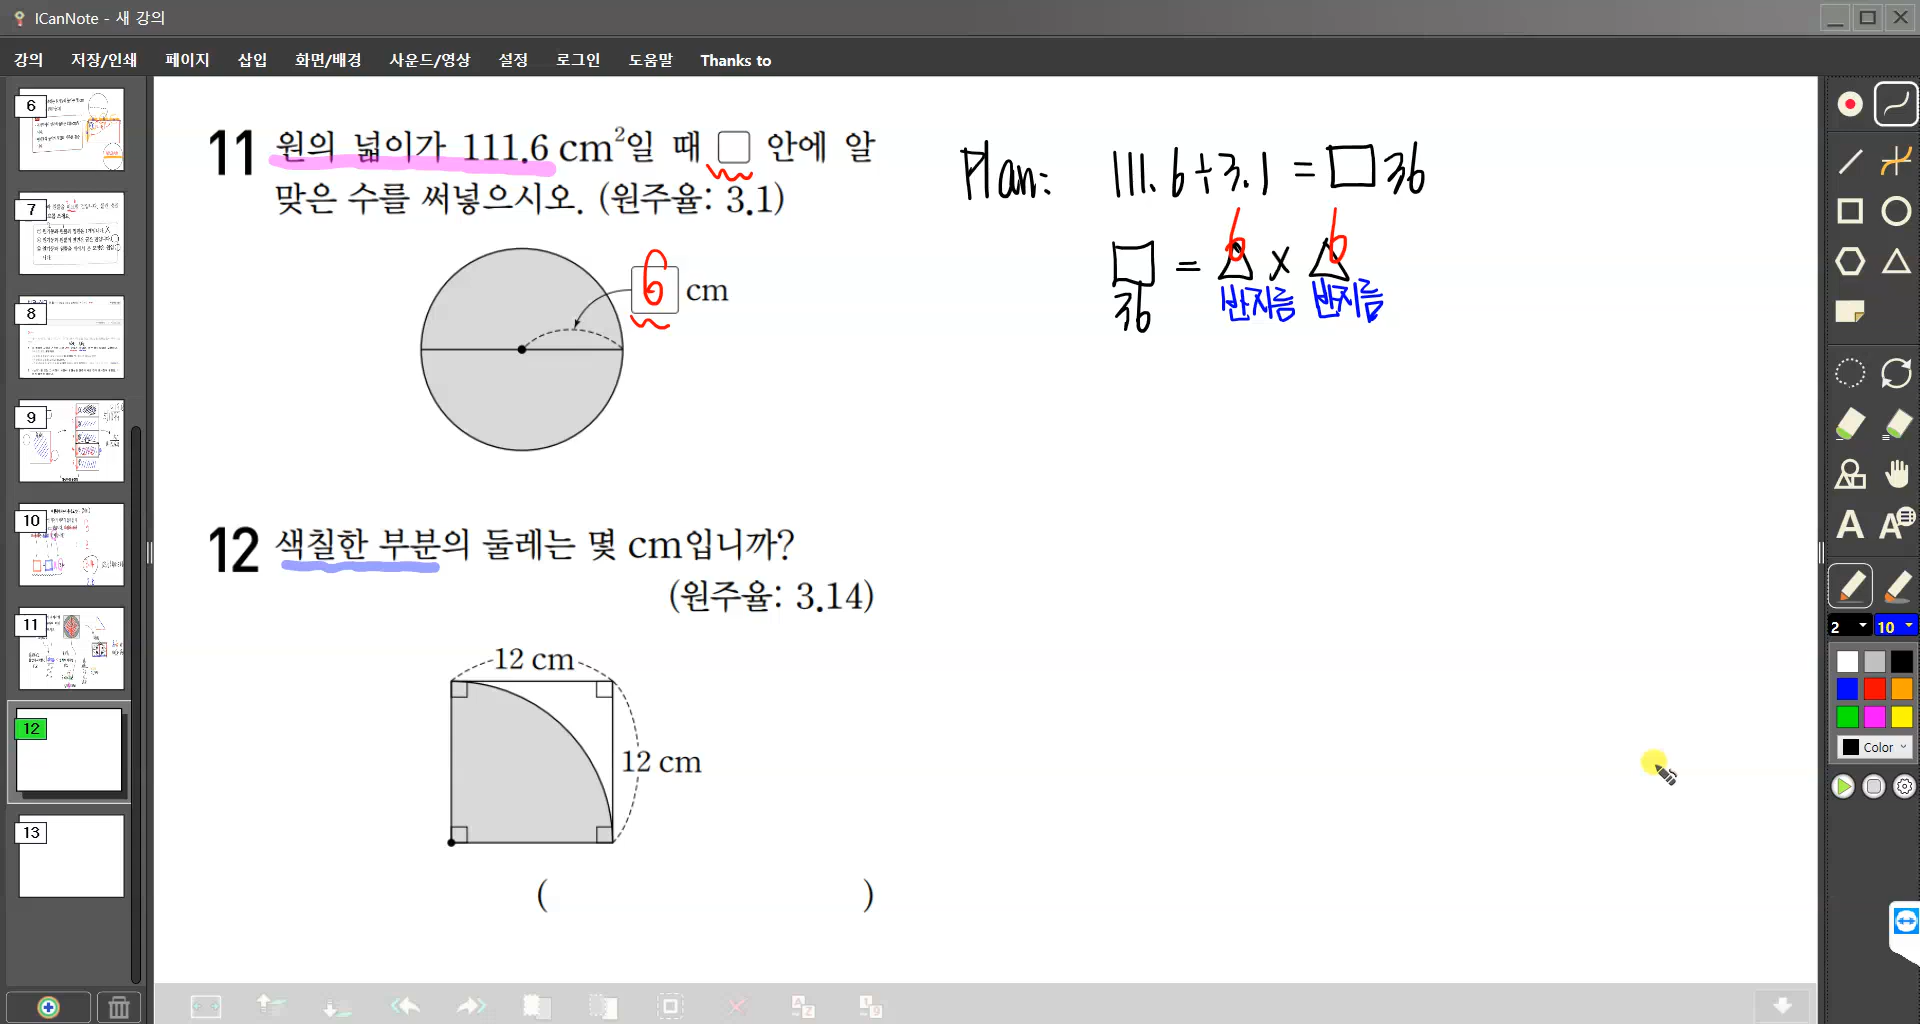 ICanNote - 새 강의
강의 저장/인쇄 페이지 삽입 화면/배경 사운드/영상 설정 로그인 도움말 Thanks to
6
7
8
9
10
11
12
13
11 원의 넓이가 111.6 cm²일 때 □ 안에 알
맞은 수를 써넣으시오. (원주율: 3.1)
6 cm
Plan: 111.6÷3.1 = □ 36
□ = △ × △
6 6
36 반지름 반지름
12 색칠한 부분의 둘레는 몇 cm입니까?
(원주율: 3.14)
12 cm
12 cm
( )
2 10
Color